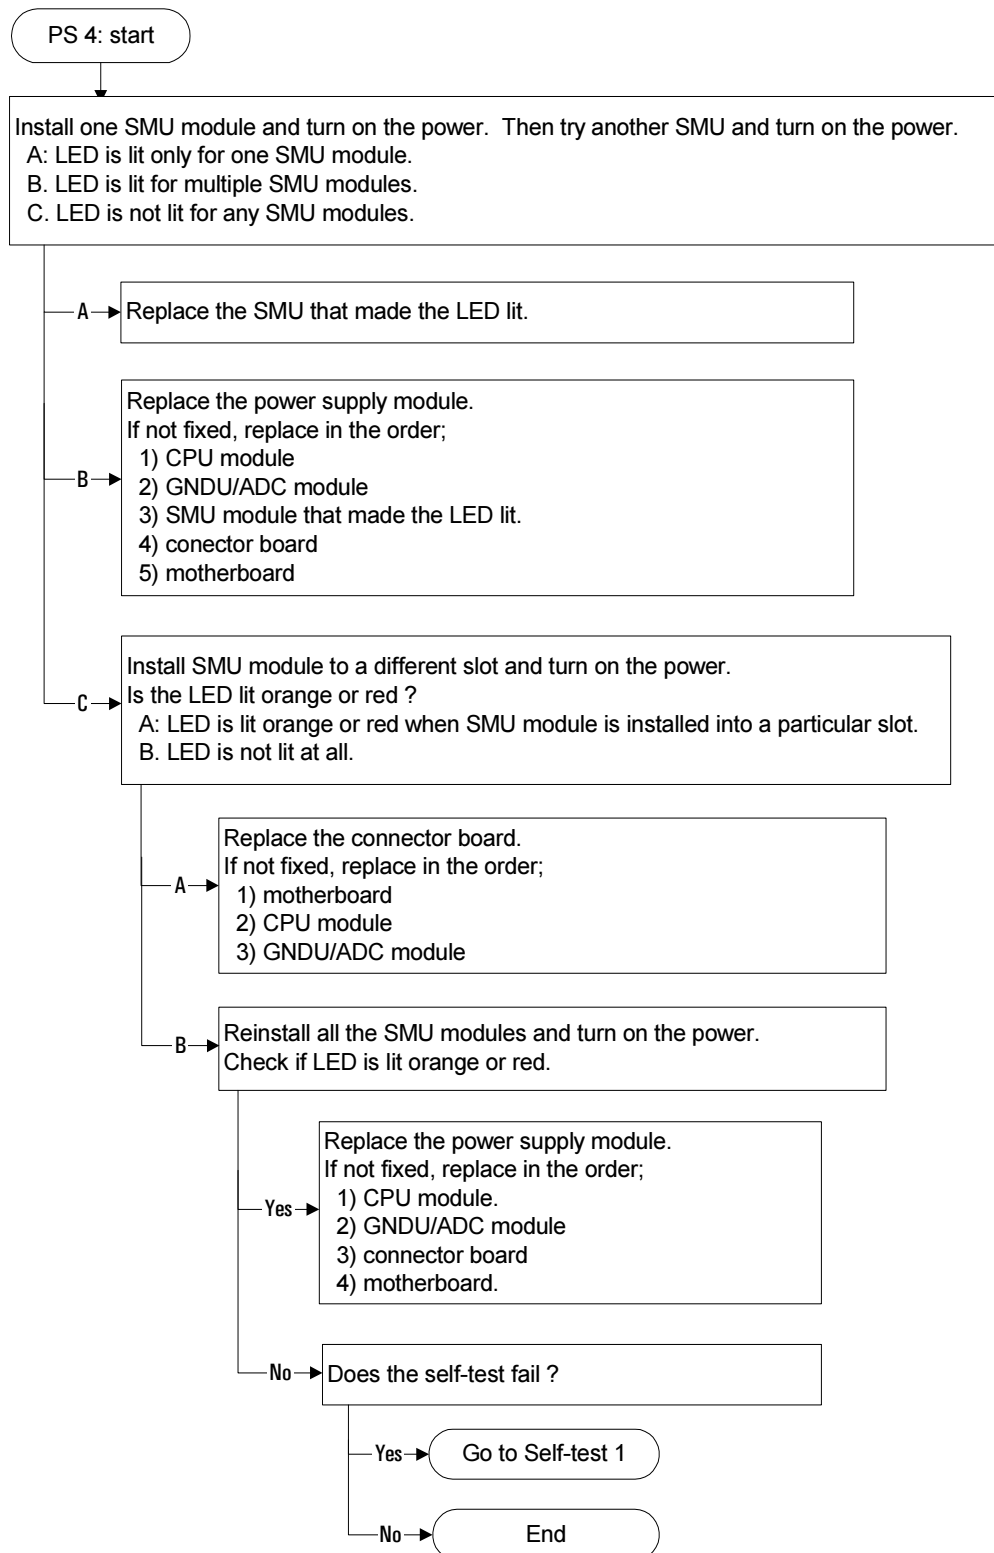 PS 4: start
Install one SMU module and turn on the power.  Then try another SMU and turn on the power.
A: LED is lit only for one SMU module.
B. LED is lit for multiple SMU modules.
C. LED is not lit for any SMU modules.
A
Replace the SMU that made the LED lit.
B
Replace the power supply module.
If not fixed, replace in the order;
1) CPU module
2) GNDU/ADC module
3) SMU module that made the LED lit.
4) conector board
5) motherboard
C
Install SMU module to a different slot and turn on the power.
Is the LED lit orange or red ?
A: LED is lit orange or red when SMU module is installed into a particular slot.
B. LED is not lit at all.
A
Replace the connector board.
If not fixed, replace in the order;
1) motherboard
2) CPU module
3) GNDU/ADC module
B
Reinstall all the SMU modules and turn on the power.
Check if LED is lit orange or red.
Yes
Replace the power supply module.
If not fixed, replace in the order;
1) CPU module.
2) GNDU/ADC module
3) connector board
4) motherboard.
No
Does the self-test fail ?
Yes
Go to Self-test 1
No
End